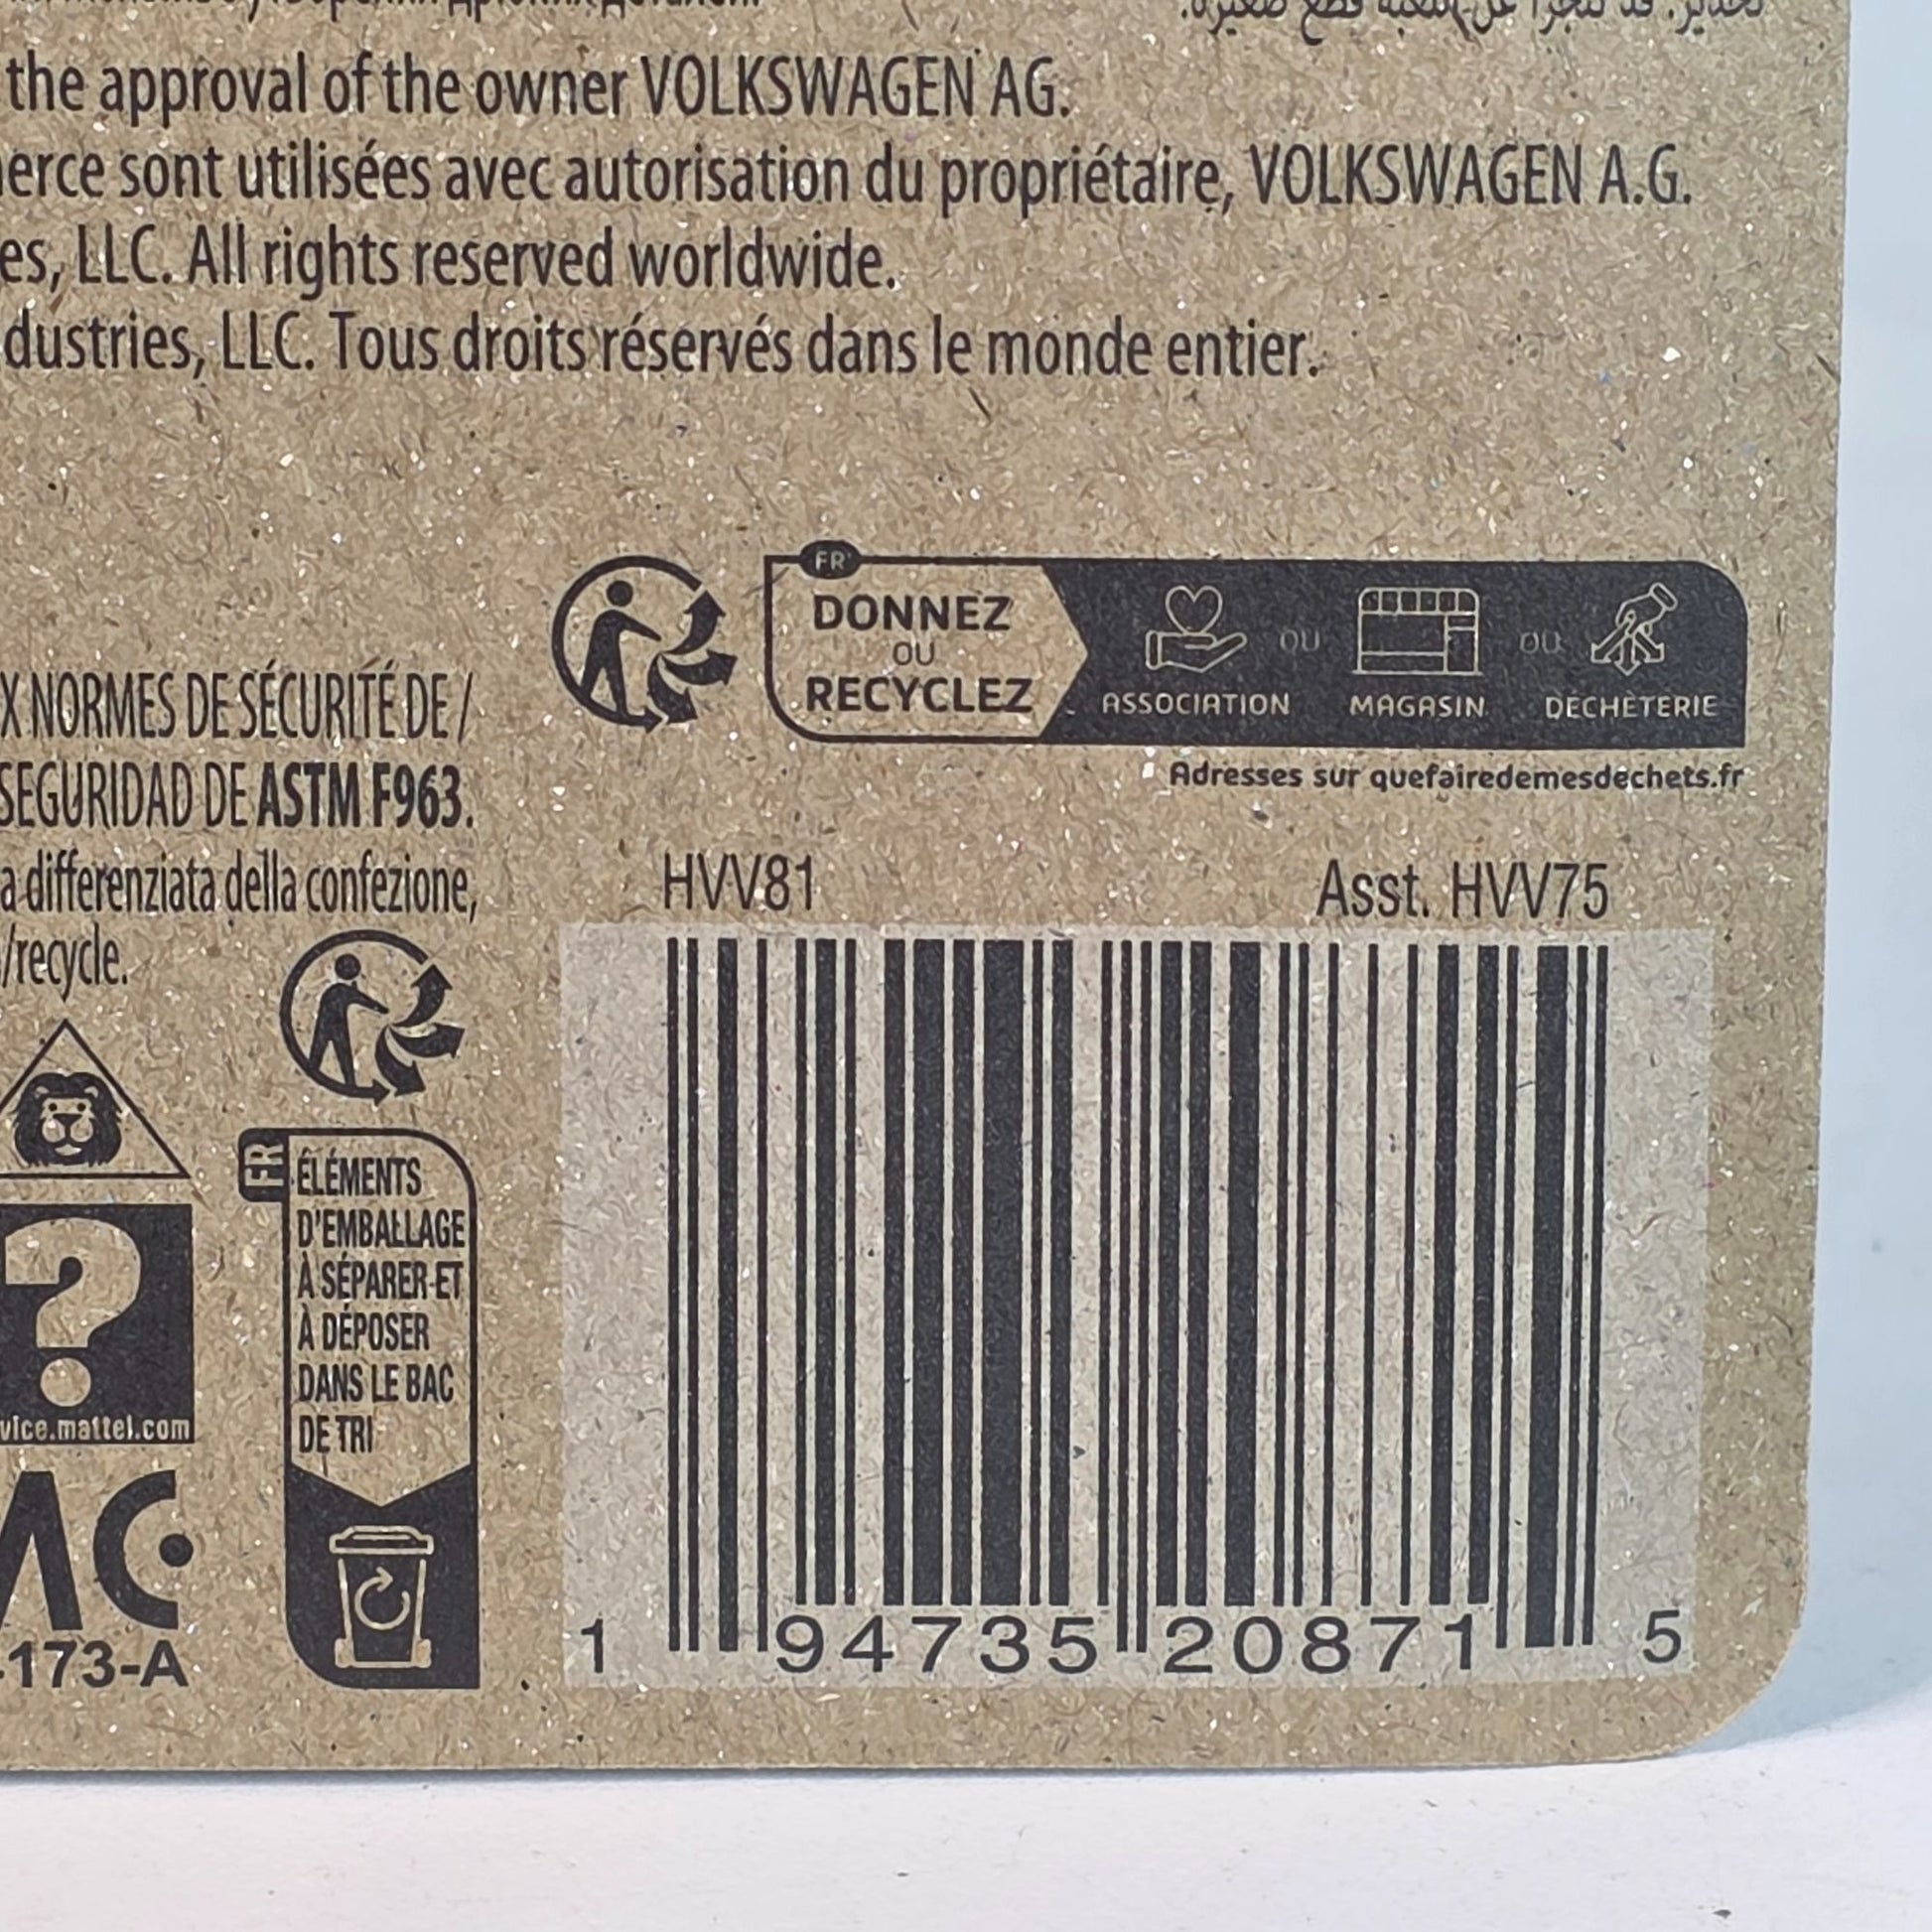 the approval of the owner VOLKSWAGEN AG.
sont utilisées avec autorisation du propriétaire, VOLKSWAGEN A.G.
LLC. All rights reserved worldwide.
LLC. Tous droits réservés dans le monde entier.
FR
DONNEZ
OU
RECYCLEZ
ASSOCIATION
OU
MAGASIN
OU
DÉCHÈTERIE
Adresses sur quefairedemesdechets.fr
X NORMES DE SÉCURITÉ DE /
SEGURIDAD DE ASTM F963.
a differenziata della confezione,
/recycle.
HVV81
Asst. HVV75
FR
ÉLÉMENTS
D'EMBALLAGE
À SÉPARER ET
À DÉPOSER
DANS LE BAC
DE TRI
?
vice.mattel.com
-173-A
1 94735 20871 5